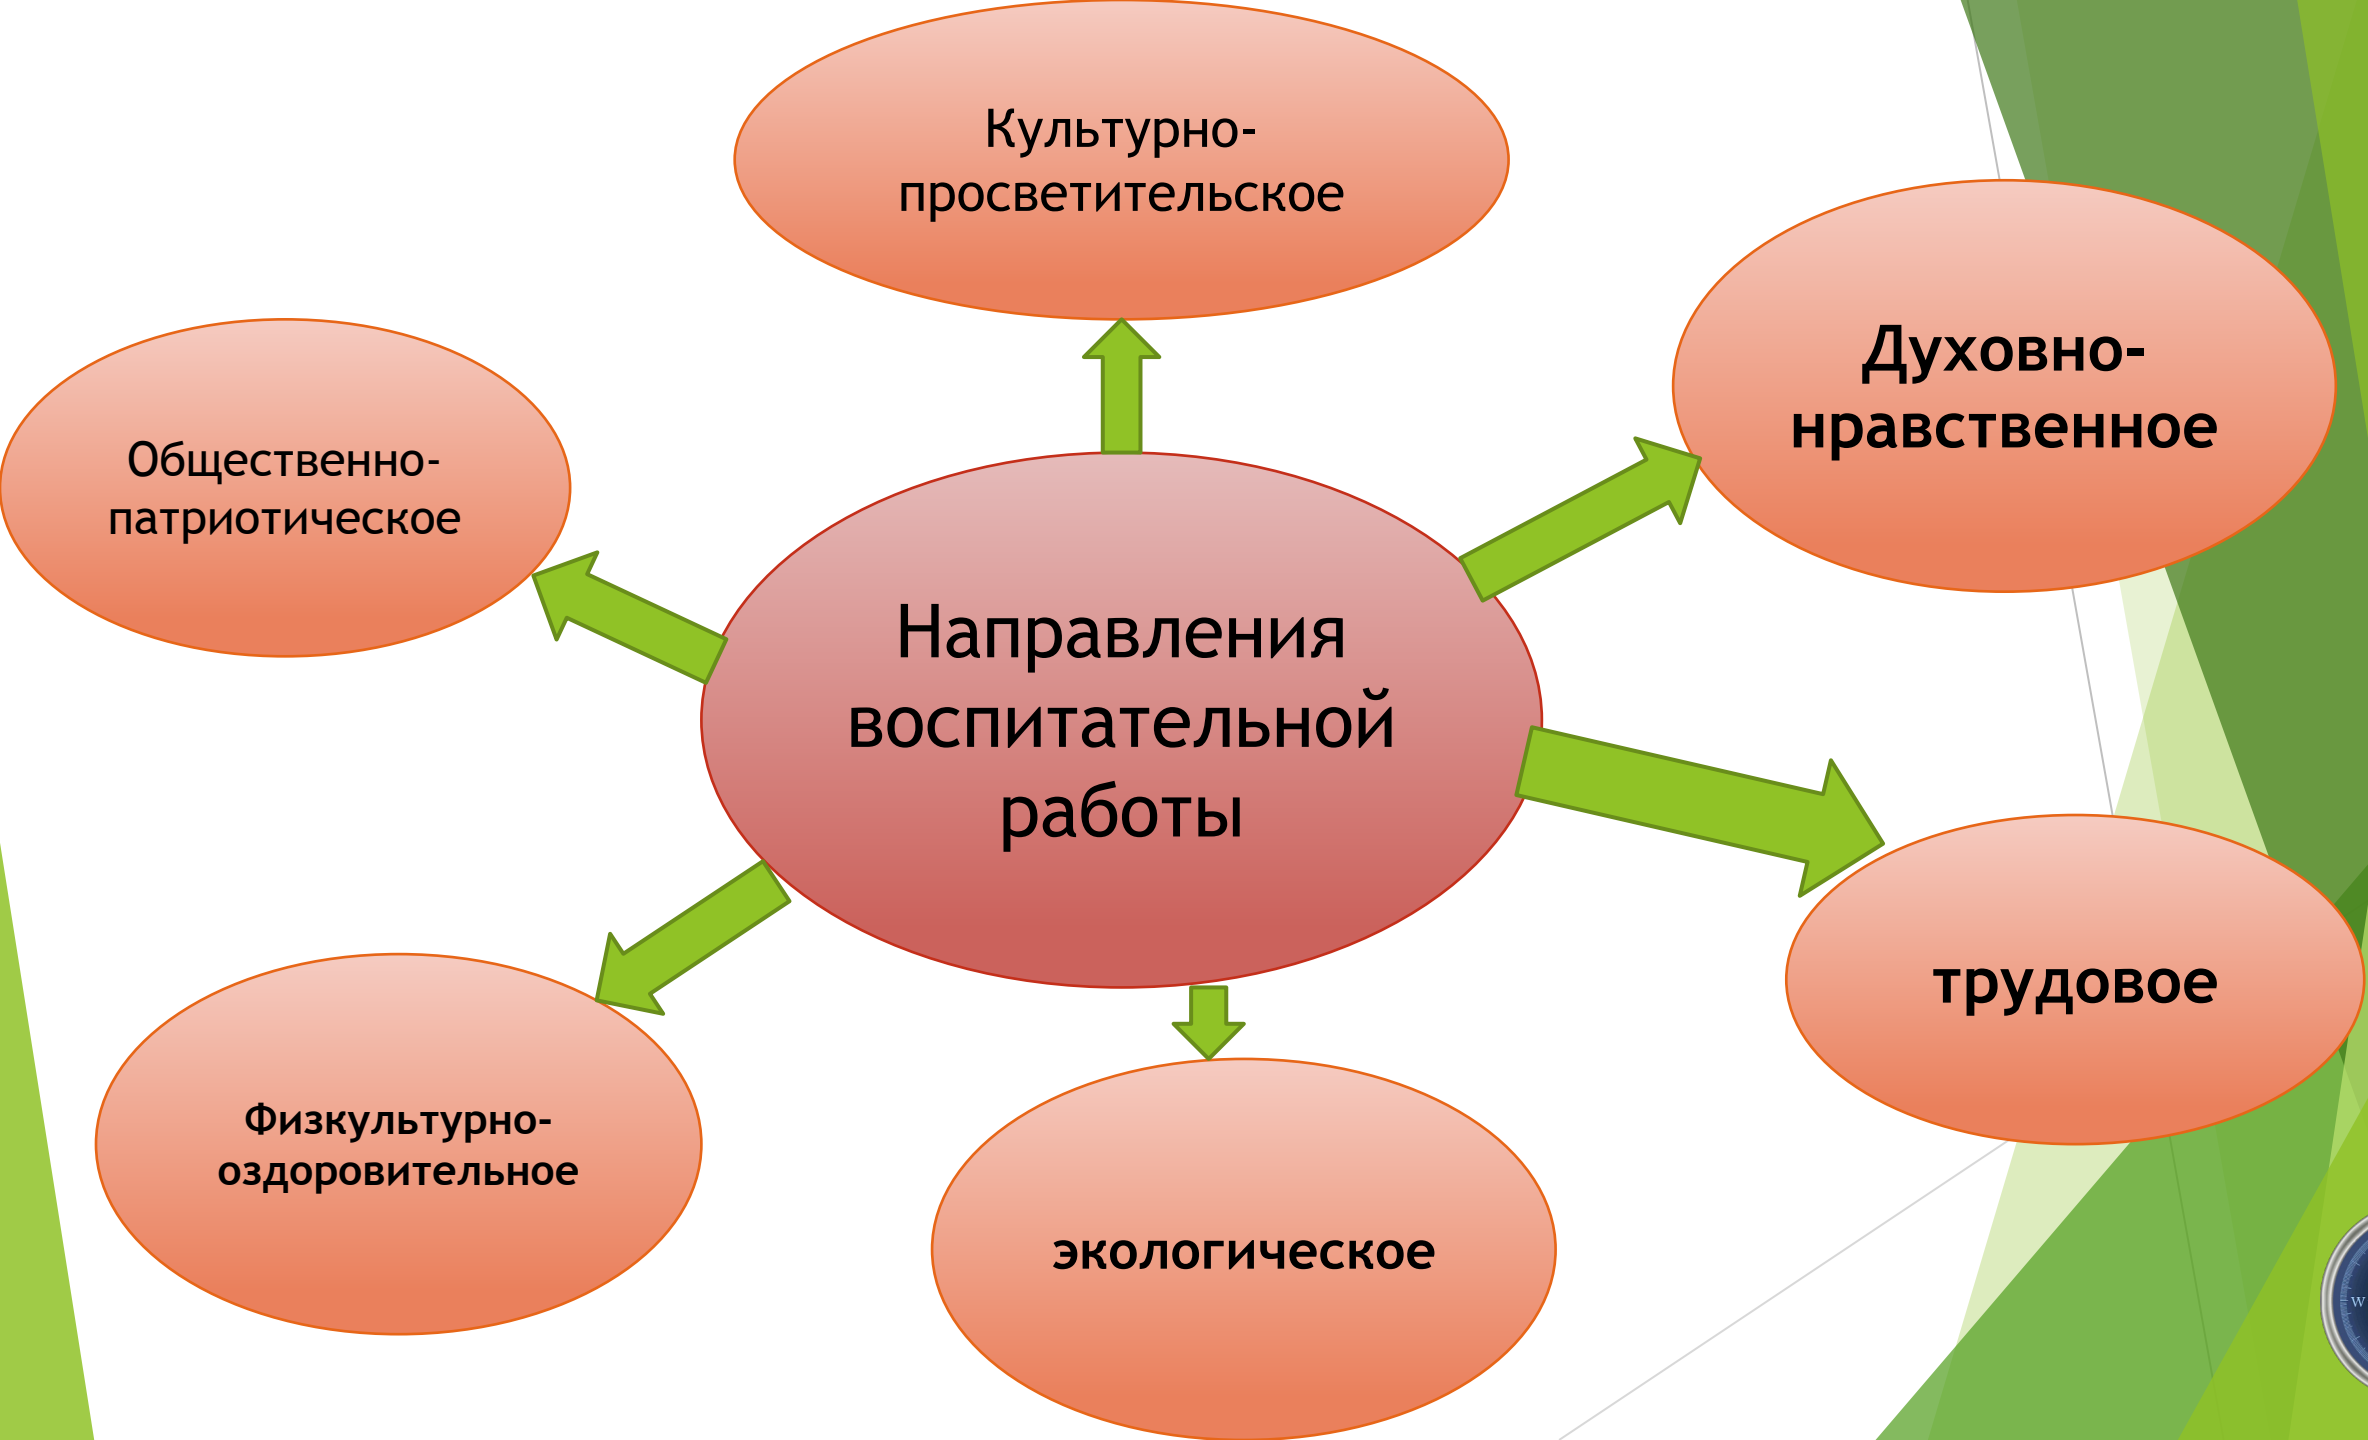 Культурно-
просветительское
Духовно-
нравственное
Общественно-
патриотическое
Направления
воспитательной
работы
трудовое
Физкультурно-
оздоровительное
экологическое
W